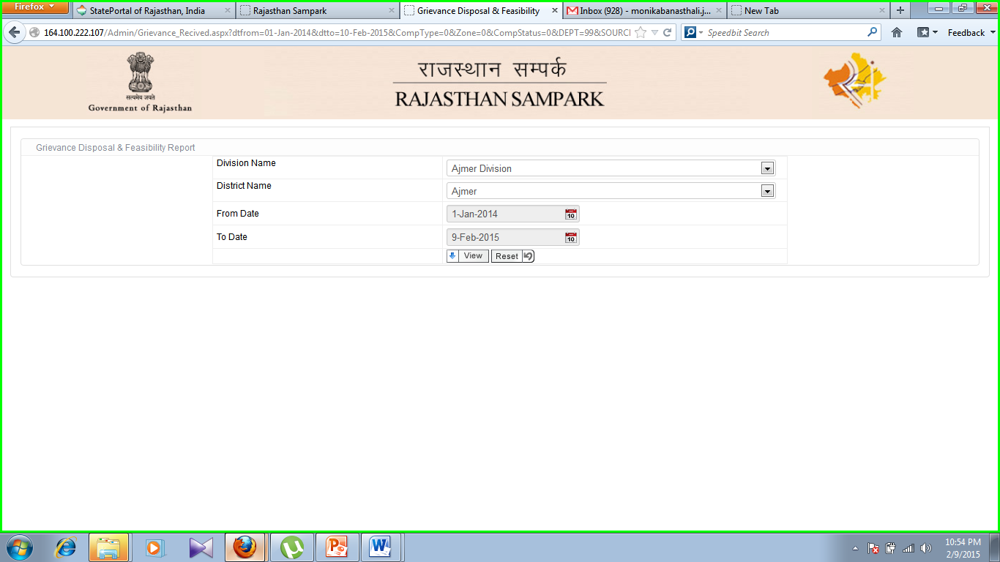 Firefox
StatePortal of Rajasthan, India
Rajasthan Sampark
Grievance Disposal & Feasibility
Inbox (928) - monikabanasthali.j...
New Tab
164.100.222.107/Admin/Grievance_Recived.aspx?dtfrom=01-Jan-2014&dtto=10-Feb-2015&CompType=0&Zone=0&CompStatus=0&DEPT=99&SOURCI
Speedbit Search
Feedback
सत्यमेव जयते
Government of Rajasthan
राजस्थान सम्पर्क
RAJASTHAN SAMPARK
Grievance Disposal & Feasibility Report
Division Name
Ajmer Division
District Name
Ajmer
From Date
1-Jan-2014
10
To Date
9-Feb-2015
10
View
Reset
10:54 PM
2/9/2015